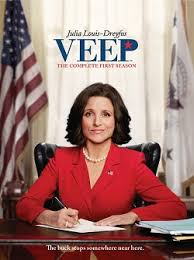 Julia Louis-Dreyfus
VEEP
THE COMPLETE FIRST SEASON
The buck stops somewhere near here.